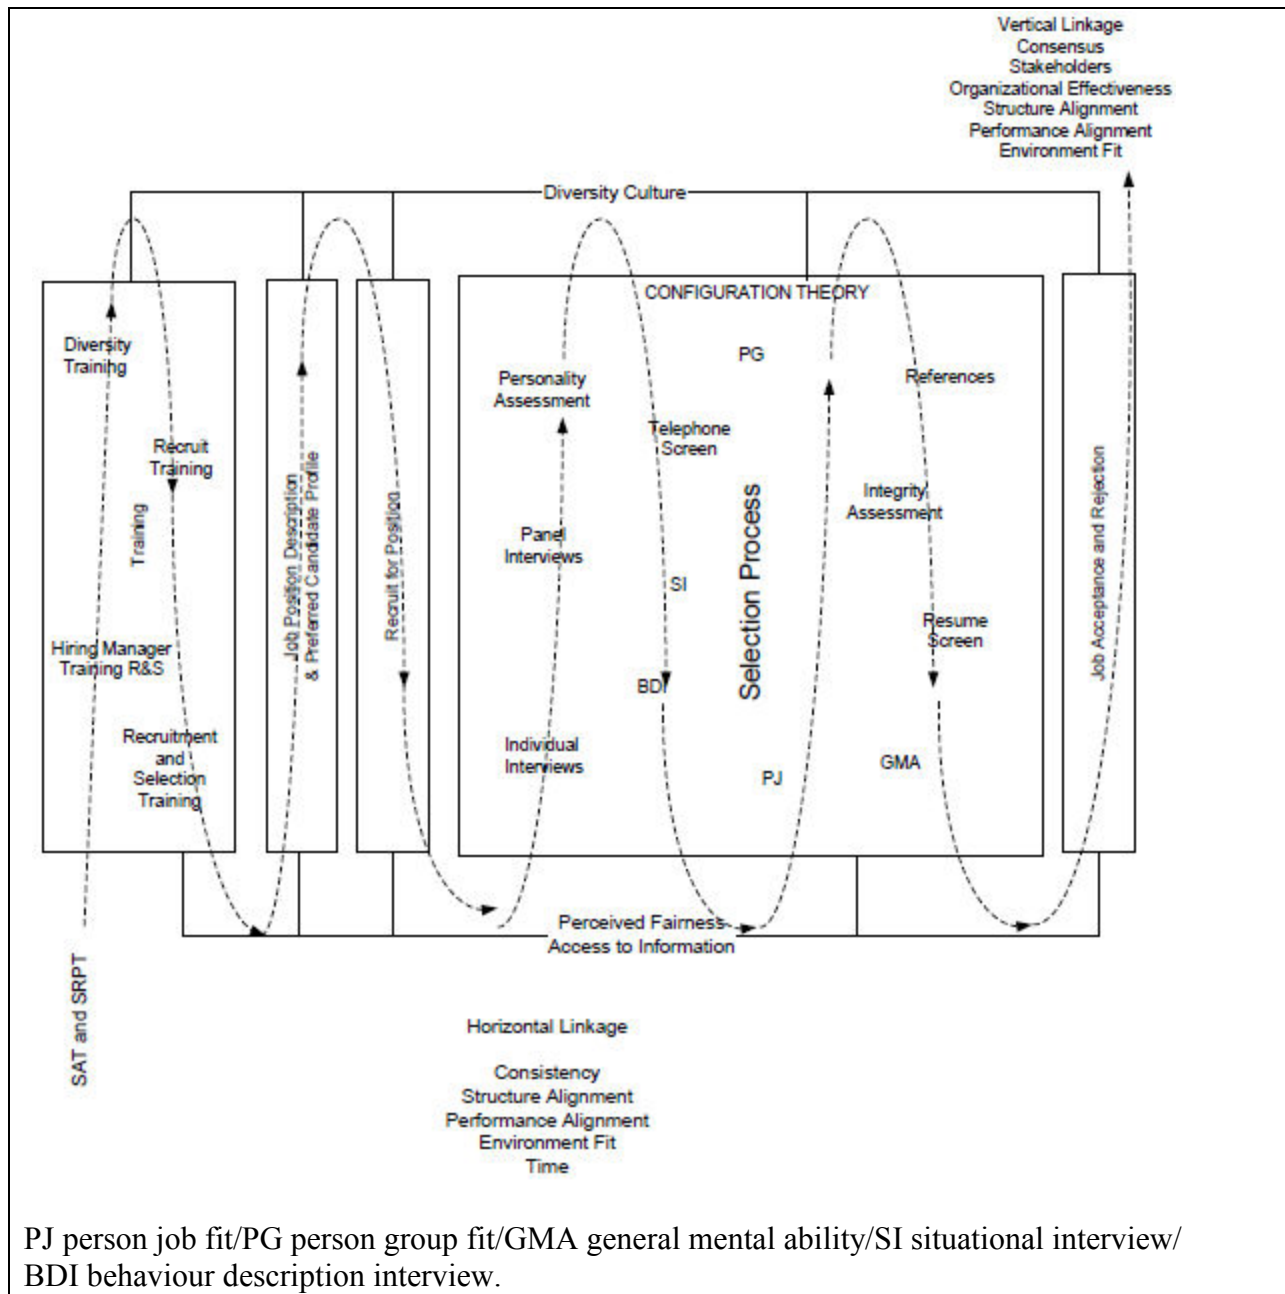 Vertical Linkage
Consensus
Stakeholders
Organizational Effectiveness
Structure Alignment
Performance Alignment
Environment Fit
Diversity Culture
Diversity
Training
Recruit
Training
Training
Hiring Manager
Training R&S
Recruitment
and
Selection
Training
Job Position Description
& Preferred Candidate Profile
Recruit for Position
CONFIGURATION THEORY
PG
Personality
Assessment
References
Telephone
Screen
Panel
Interviews
Selection Process
Integrity
Assessment
SI
Resume
Screen
BDI
Individual
Interviews
PJ
GMA
Job Acceptance and Rejection
Perceived Fairness
Access to Information
SAT and SRPT
Horizontal Linkage
Consistency
Structure Alignment
Performance Alignment
Environment Fit
Time
PJ person job fit/PG person group fit/GMA general mental ability/SI situational interview/
BDI behaviour description interview.